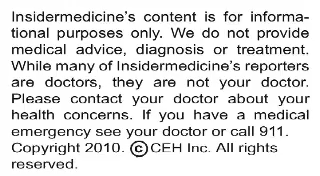 Insidermedicine's content is for informa-
tional purposes only. We do not provide
medical advice, diagnosis or treatment.
While many of Insidermedicine's reporters
are doctors, they are not your doctor.
Please contact your doctor about your
health concerns. If you have a medical
emergency see your doctor or call 911.
Copyright 2010. ©CEH Inc. All rights
reserved.